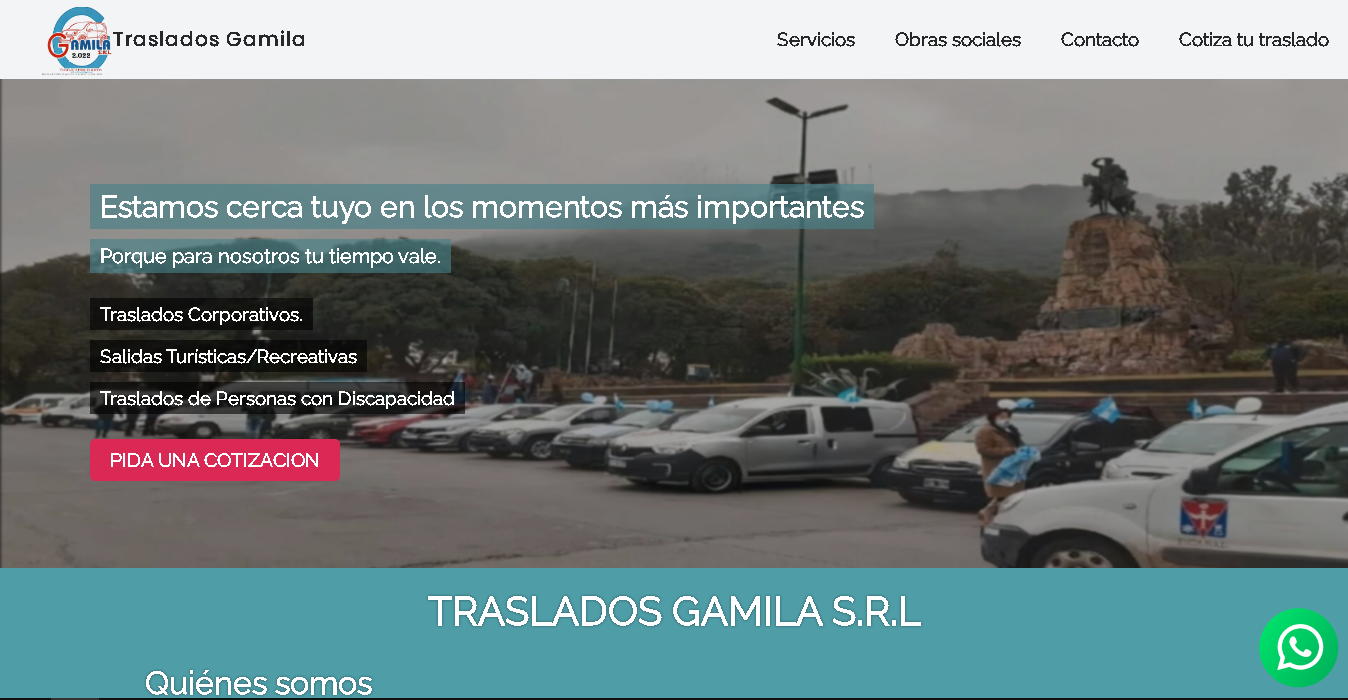 GAMILA
S.R.L
2.022
Traslados Gamila
Servicios
Obras sociales
Contacto
Cotiza tu traslado
Estamos cerca tuyo en los momentos más importantes
Porque para nosotros tu tiempo vale.
Traslados Corporativos.
Salidas Turísticas/Recreativas
Traslados de Personas con Discapacidad
PIDA UNA COTIZACION
TRASLADOS GAMILA S.R.L
Quiénes somos